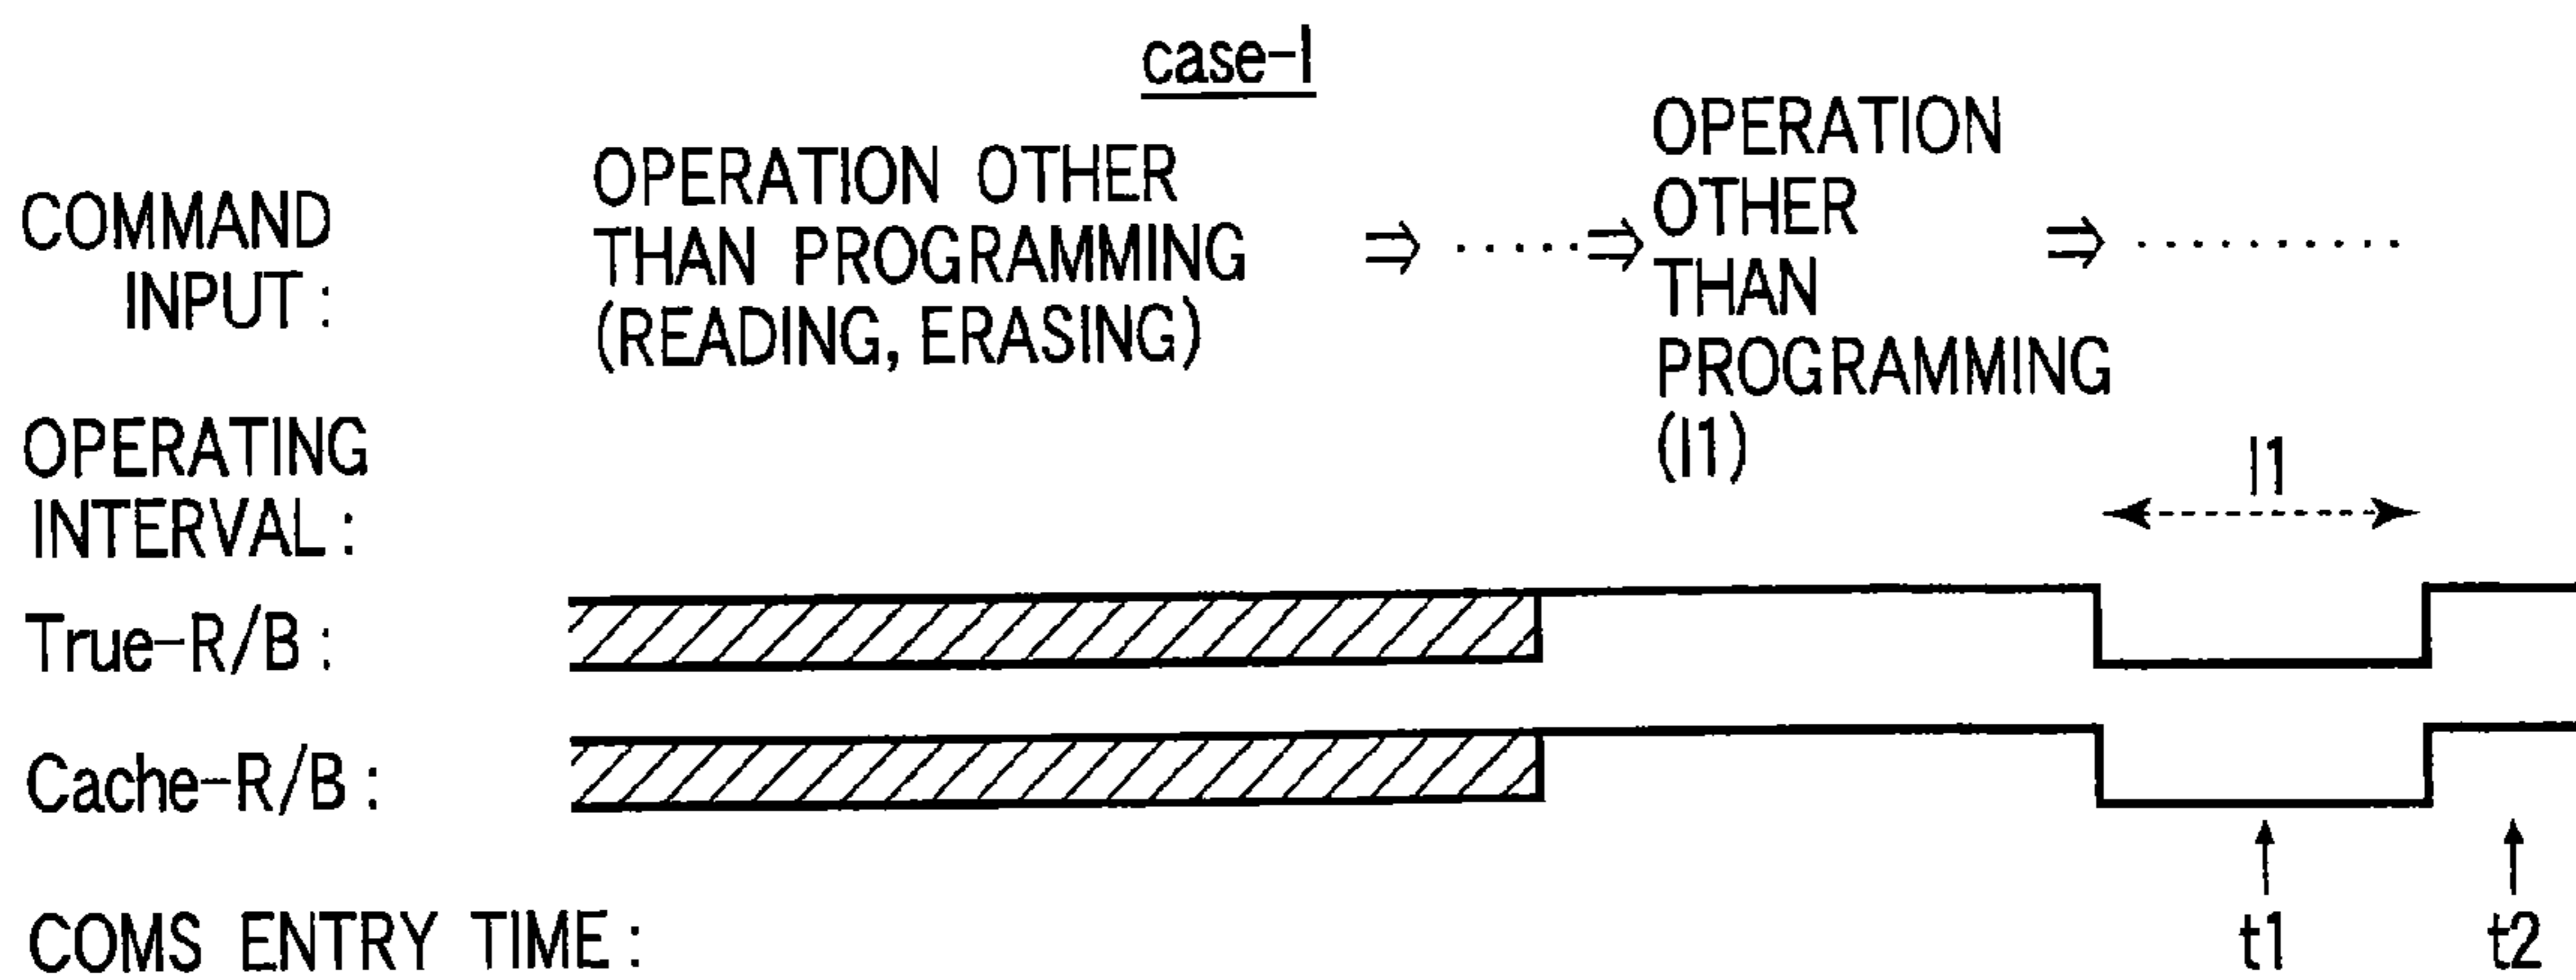 case-1
COMMAND
INPUT :
OPERATION OTHER
THAN PROGRAMMING
(READING, ERASING)
⇒ ····· ⇒
OPERATION
OTHER
THAN
PROGRAMMING
(I1)
⇒ ·········
OPERATING
INTERVAL :
I1
True-R/B :
Cache-R/B :
COMS ENTRY TIME :
t1
t2